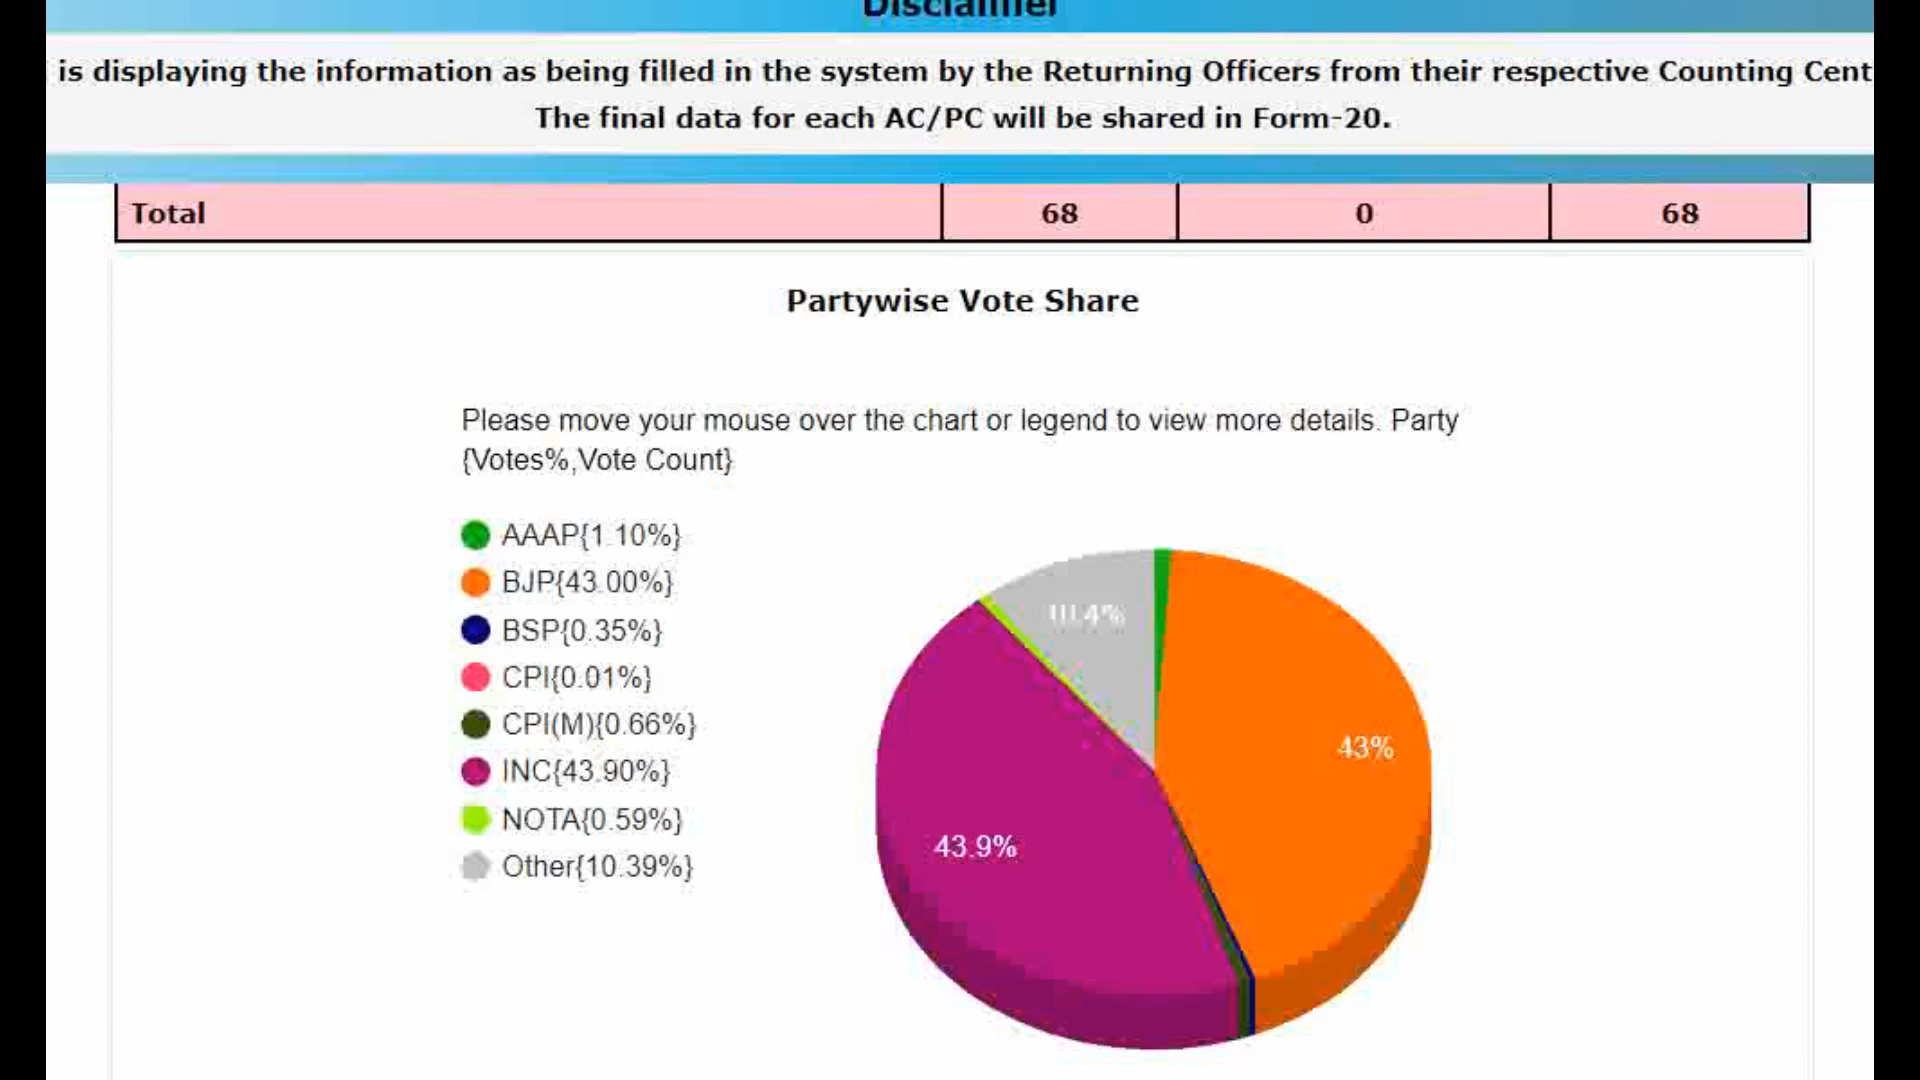 Disclaimer
is displaying the information as being filled in the system by the Returning Officers from their respective Counting Cent
The final data for each AC/PC will be shared in Form-20.
Total 68 0 68
Partywise Vote Share
Please move your mouse over the chart or legend to view more details. Party
{Votes%,Vote Count}
AAAP{1.10%}
BJP{43.00%}
BSP{0.35%}
CPI{0.01%}
CPI(M){0.66%}
INC{43.90%}
NOTA{0.59%}
Other{10.39%}
10.4%
43%
43.9%